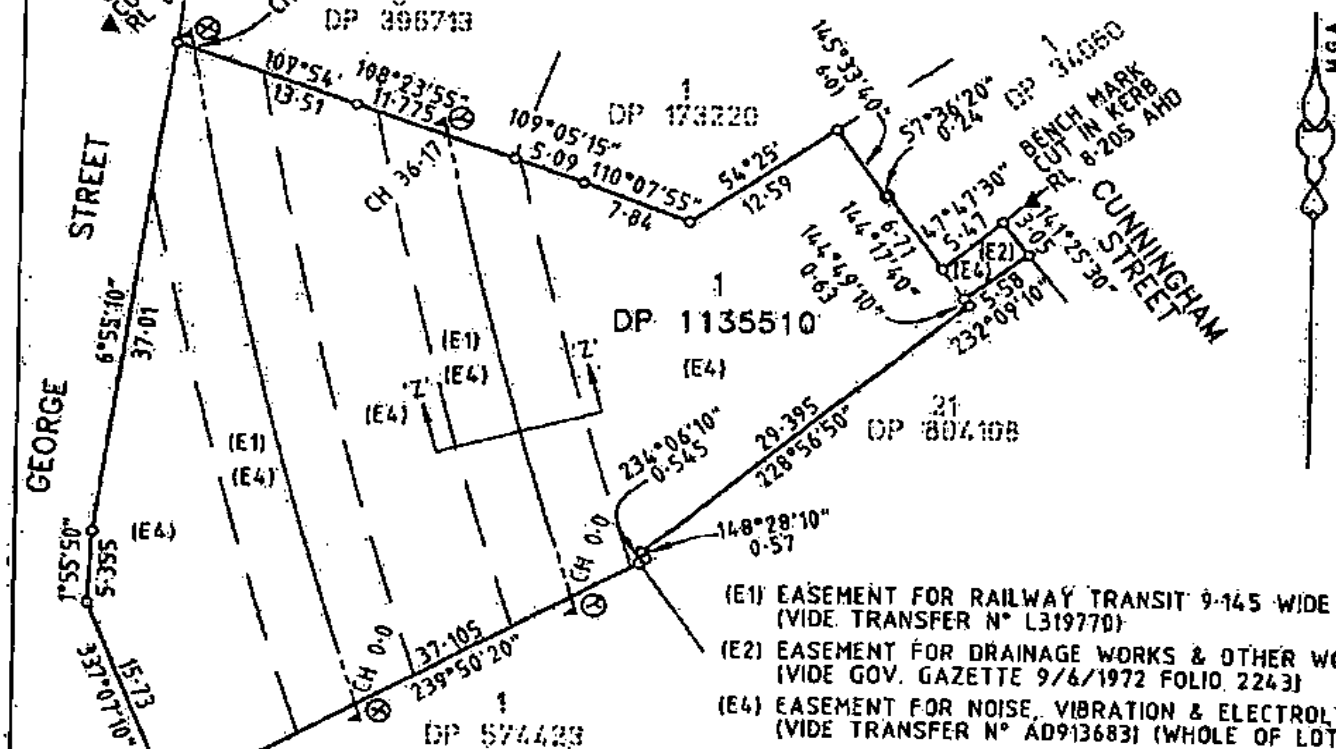 DP 396713
107°54'
13·51
108°23'55"
11·775
CH 36·17
109°05'15"
5·09
110°07'55"
7·84
1
DP 173220
54°25'
12·59
145°33'40"
6·01
57°36'20"
0·24
1
DP 34060
BENCH MARK
CUT IN KERB
RL 8·205 AHD
47°47'30"
5·47
6·71
144°17'40"
144°49'10"
0·63
(E2)
(E4)
3·05
141°25'30"
5·58
232°09'10"
CUNNINGHAM
STREET
MGA
GEORGE STREET
6°55'10"
37·01
1
DP 1135510
(E4)
(E1)
(E4)
'Z'
'Z'
(E4)
(E1)
(E4)
(E4)
1°55'50"
5·395
337°07'10"
15·73
21
DP 804108
29·395
228°56'50"
234°06'10"
0·545
148°28'10"
0·57
CH 0·0
CH 0·0
37·105
239°50'20"
1
DP 574423
(E1) EASEMENT FOR RAILWAY TRANSIT 9·145 WIDE
(VIDE TRANSFER Nº L319770)
(E2) EASEMENT FOR DRAINAGE WORKS & OTHER
(VIDE GOV. GAZETTE 9/6/1972 FOLIO 2243)
(E4) EASEMENT FOR NOISE, VIBRATION &
(VIDE TRANSFER Nº AD913683) (WHOLE OF LOT